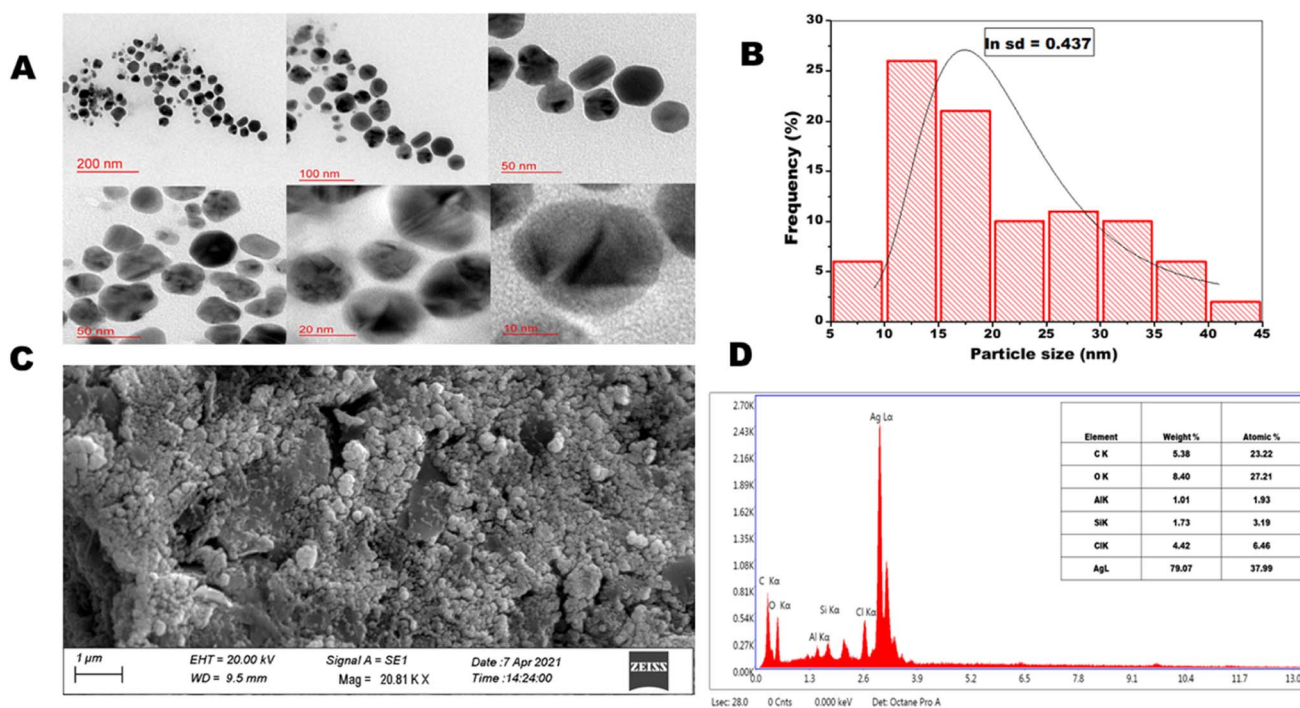 A
200 nm
100 nm
50 nm
50 nm
20 nm
10 nm
B
ln sd = 0.437
Frequency (%)
30
25
20
15
10
5
0
5 10 15 20 25 30 35 40 45
Particle size (nm)
C
1 µm
EHT = 20.00 kV
WD = 9.5 mm
Signal A = SE1
Mag = 20.81 K X
Date :7 Apr 2021
Time :14:24:00
ZEISS
D
2.70K
2.43K
2.16K
1.89K
1.62K
1.35K
1.08K
0.81K
0.54K
0.27K
0.00K
C Kα
O Kα
Al Kα
Si Kα
Cl Kα
Ag Lα
0.0 1.3 2.6 3.9 5.2 6.5 7.8 9.1 10.4 11.7 13.0
Element Weight % Atomic %
C K 5.38 23.22
O K 8.40 27.21
AlK 1.01 1.93
SiK 1.73 3.19
ClK 4.42 6.46
AgL 79.07 37.99
Lsec: 28.0 0 Cnts 0.000 keV Det: Octane Pro A